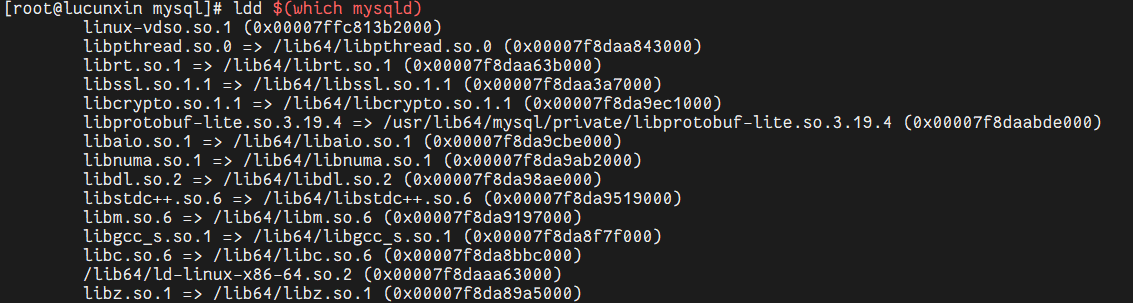 [root@lucunxin mysql]# ldd $(which mysqld)
linux-vdso.so.1 (0x00007ffc813b2000)
libpthread.so.0 => /lib64/libpthread.so.0 (0x00007f8daa843000)
librt.so.1 => /lib64/librt.so.1 (0x00007f8daa63b000)
libssl.so.1.1 => /lib64/libssl.so.1.1 (0x00007f8daa3a7000)
libcrypto.so.1.1 => /lib64/libcrypto.so.1.1 (0x00007f8da9ec1000)
libprotobuf-lite.so.3.19.4 => /usr/lib64/mysql/private/libprotobuf-lite.so.3.19.4 (0x00007f8daabde000)
libaio.so.1 => /lib64/libaio.so.1 (0x00007f8da9cbe000)
libnuma.so.1 => /lib64/libnuma.so.1 (0x00007f8da9ab2000)
libdl.so.2 => /lib64/libdl.so.2 (0x00007f8da98ae000)
libstdc++.so.6 => /lib64/libstdc++.so.6 (0x00007f8da9519000)
libm.so.6 => /lib64/libm.so.6 (0x00007f8da9197000)
libgcc_s.so.1 => /lib64/libgcc_s.so.1 (0x00007f8da8f7f000)
libc.so.6 => /lib64/libc.so.6 (0x00007f8da8bbc000)
/lib64/ld-linux-x86-64.so.2 (0x00007f8daaa63000)
libz.so.1 => /lib64/libz.so.1 (0x00007f8da89a5000)